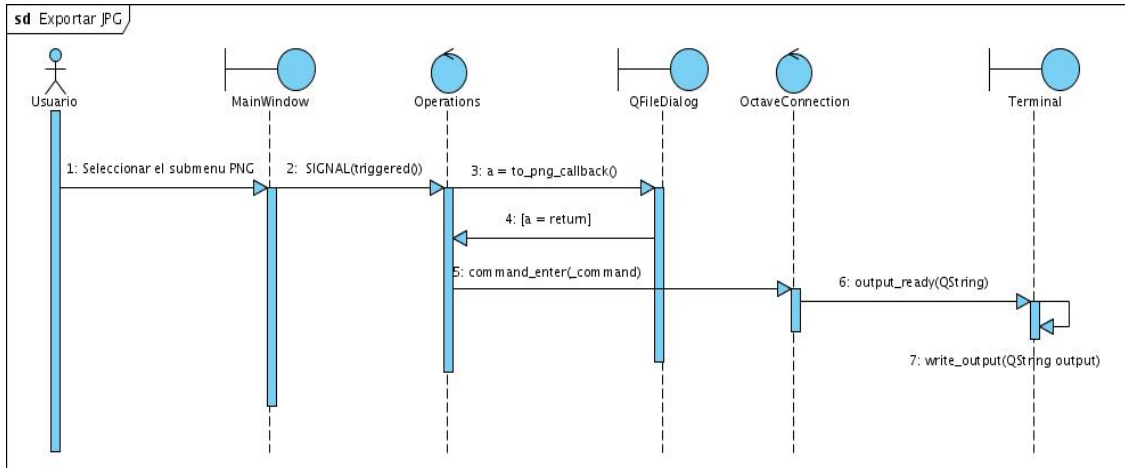 sd Exportar JPG
Usuario
MainWindow
Operations
QFileDialog
OctaveConnection
Terminal
1: Seleccionar el submenu PNG
2: SIGNAL(triggered())
3: a = to_png_callback()
4: [a = return]
5: command_enter(_command)
6: output_ready(QString)
7: write_output(QString output)